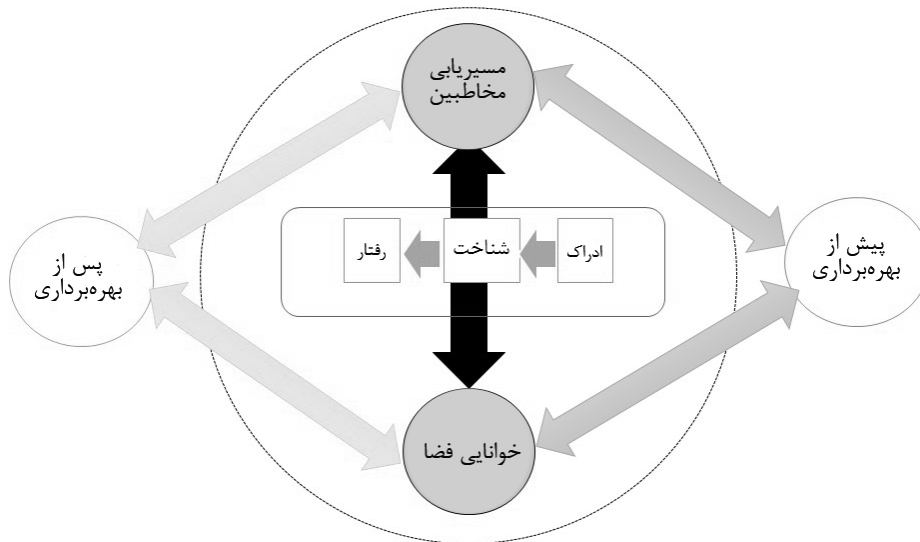 مسیریابی
مخاطبین
پیش از
بهره‌برداری
ادراک
شناخت
رفتار
پس از
بهره‌برداری
خوانایی فضا